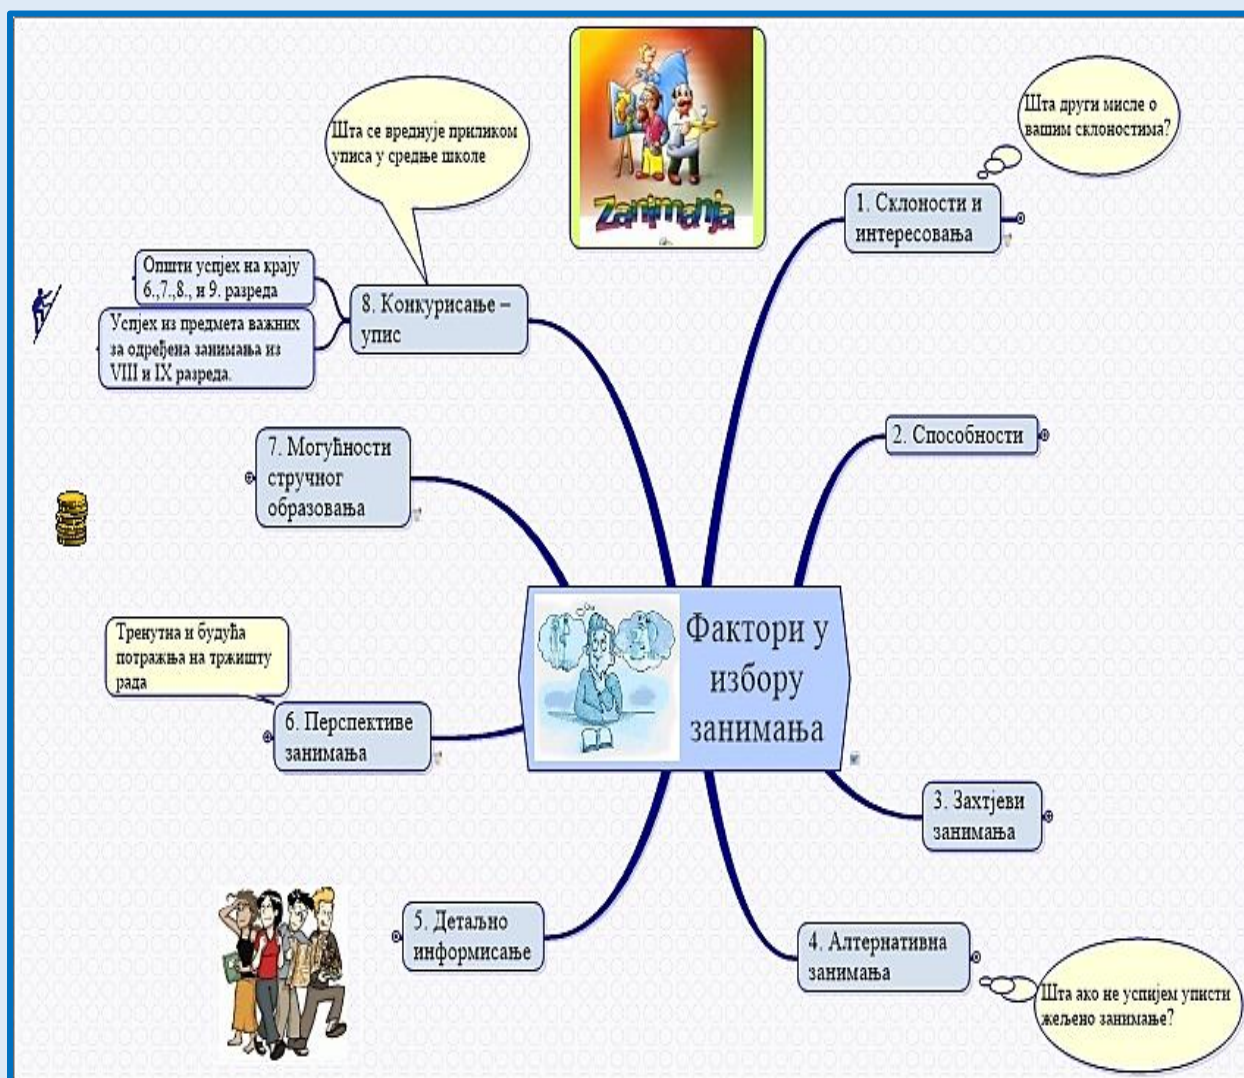 Zanimanja
Шта други мисле о
вашим склоностима?
1. Склоности и
интересовања
2. Способности
3. Захтјеви
занимања
4. Алтернативна
занимања
Шта ако не успијем уписти
жељено занимање?
5. Детаљно
информисање
6. Перспективе
занимања
Тренутна и будућа
потражња на тржишту
рада
7. Могућности
стручног
образовања
8. Конкурисање –
упис
Шта се вреднује приликом
уписа у средње школе
Општи успјех на крају
6.,7.,8., и 9. разреда
Успјех из предмета важних
за одређена занимања из
VIII и IX разреда.
Фактори у
избору
занимања